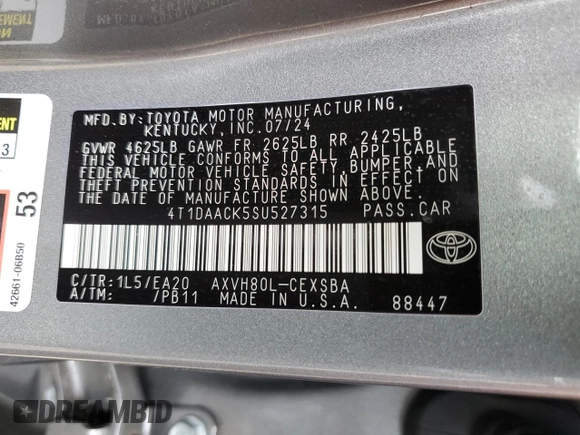 MFD.BY:TOYOTA MOTOR MANUFACTURING,
KENTUCKY, INC. 07/24
GVWR 4625LB GAWR FR 2625LB RR 2425LB
THIS VEHICLE CONFORMS TO ALL APPLICABLE
FEDERAL MOTOR VEHICLE SAFETY, BUMPER, AND
THEFT PREVENTION STANDARDS IN EFFECT ON
THE DATE OF MANUFACTURE SHOWN ABOVE.
4T1DAACK5SU527315 PASS.CAR
C/TR:1L5/EA20 AXVH80L-CEXSBA
A/TM: /PB11 MADE IN U.S.A. 88447
TOYOTA
53
42661-06B50
DREAMBID